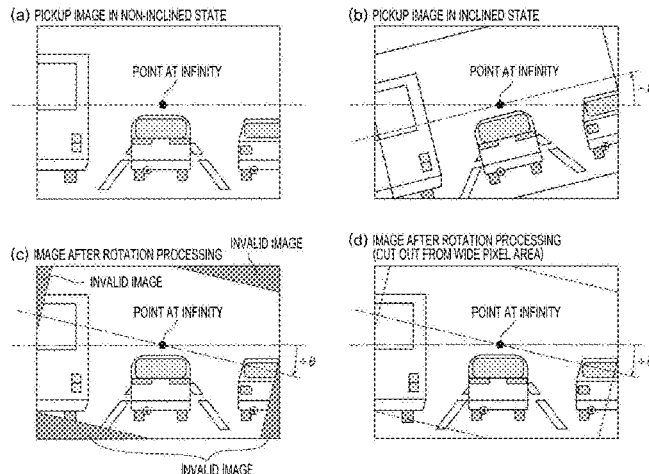 (a) PICKUP IMAGE IN NON-INCLINED STATE
POINT AT INFINITY
(b) PICKUP IMAGE IN INCLINED STATE
POINT AT INFINITY
(c) IMAGE AFTER ROTATION PROCESSING
INVALID IMAGE
INVALID IMAGE
POINT AT INFINITY
+θ
INVALID IMAGE
(d) IMAGE AFTER ROTATION PROCESSING
(CUT OUT FROM WIDE PIXEL AREA)
POINT AT INFINITY